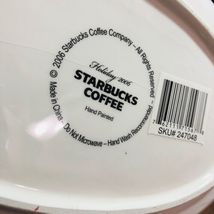 © 2006 Starbucks Coffee Company – All Rights Reserved –
Holiday 2006
STARBUCKS
COFFEE
Hand Painted
© Made in China
Do Not Microwave – Hand Wash Recommended –
SKU# 247048